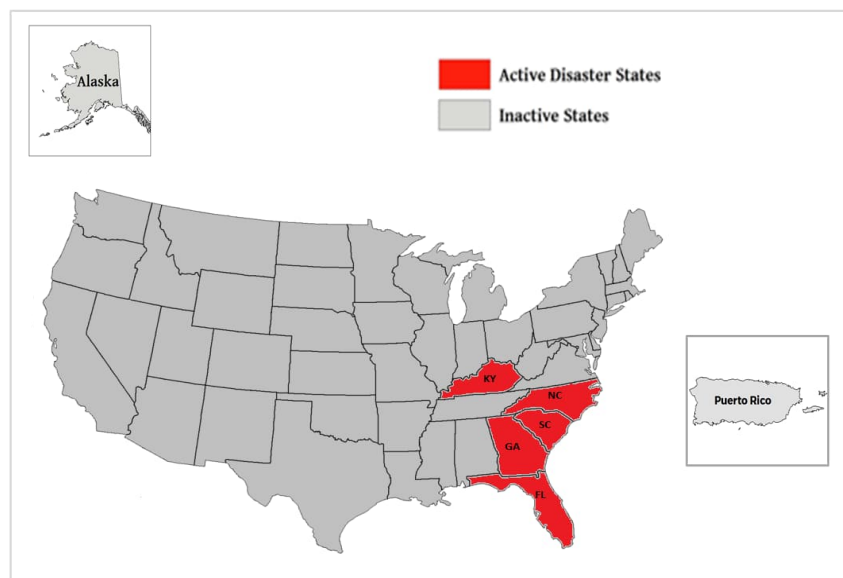 Alaska
Active Disaster States
Inactive States
KY
NC
SC
GA
FL
Puerto Rico